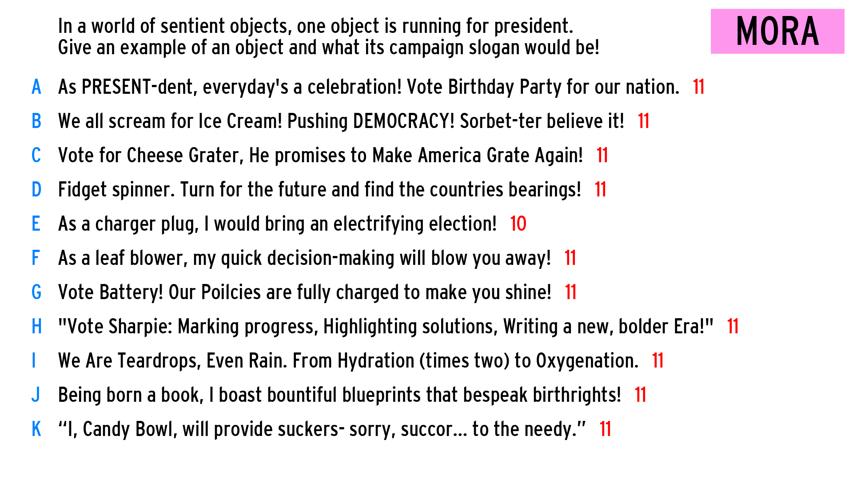 In a world of sentient objects, one object is running for president.
Give an example of an object and what its campaign slogan would be!
MORA
A As PRESENT-dent, everyday's a celebration! Vote Birthday Party for our nation. 11
B We all scream for Ice Cream! Pushing DEMOCRACY! Sorbet-ter believe it! 11
C Vote for Cheese Grater, He promises to Make America Grate Again! 11
D Fidget spinner. Turn for the future and find the countries bearings! 11
E As a charger plug, I would bring an electrifying election! 10
F As a leaf blower, my quick decision-making will blow you away! 11
G Vote Battery! Our Poilcies are fully charged to make you shine! 11
H "Vote Sharpie: Marking progress, Highlighting solutions, Writing a new, bolder Era!" 11
I We Are Teardrops, Even Rain. From Hydration (times two) to Oxygenation. 11
J Being born a book, I boast bountiful blueprints that bespeak birthrights! 11
K “I, Candy Bowl, will provide suckers- sorry, succor... to the needy.” 11